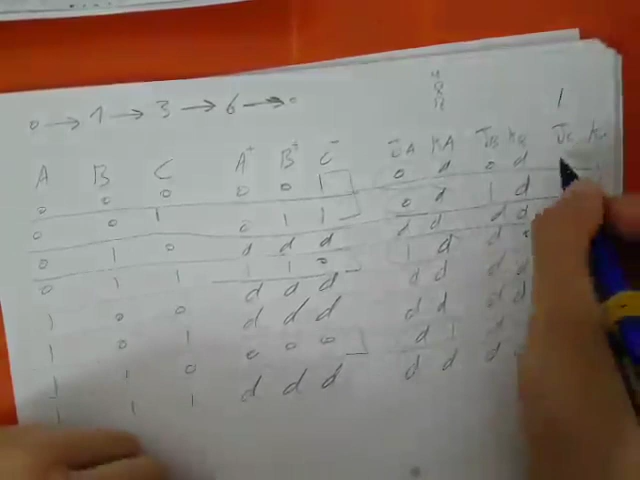 0 → 1 → 3 → 6 → 0
A B C A⁺ B⁺ C⁺ JA KA JB KB JC
0 0 0 0 0 1 0 d 0 d
0 0 1 0 1 1 0 d 1 d
0 1 0 d d d d d d d
0 1 1 1 1 0 1 d d
1 0 0 d d d d d d d
1 0 1 d d d d d d
1 1 0 0 0 0 d 1 d
1 1 1 d d d d d d